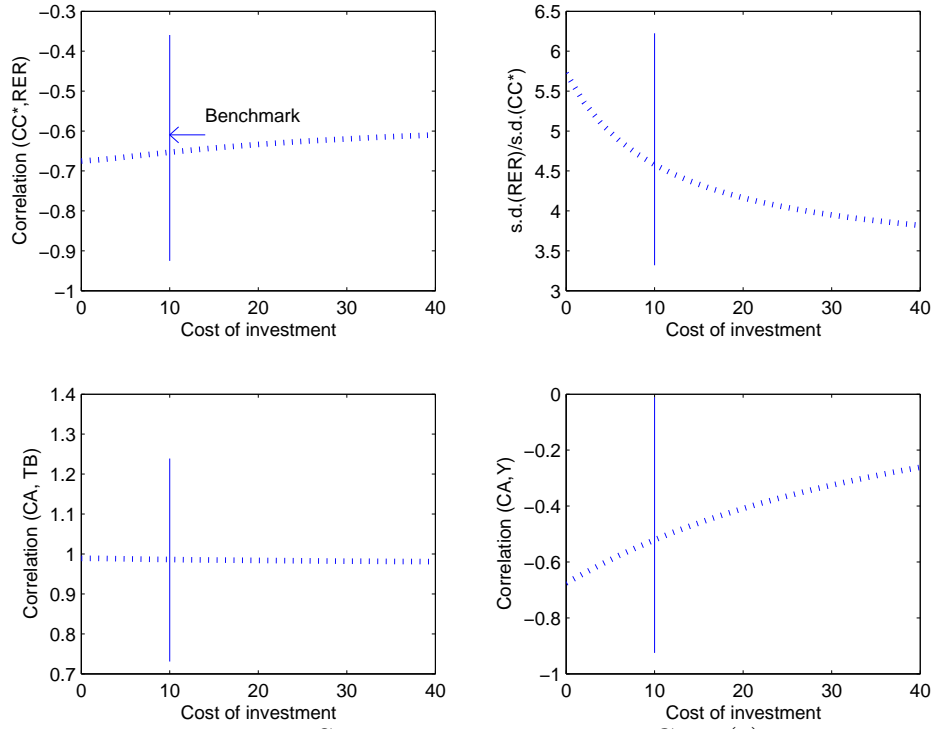 Correlation (CC*,RER)
−0.3
−0.4
−0.5
−0.6
−0.7
−0.8
−0.9
−1
Benchmark
0 10 20 30 40
Cost of investment
s.d.(RER)/s.d.(CC*)
6.5
6
5.5
5
4.5
4
3.5
3
0 10 20 30 40
Cost of investment
Correlation (CA, TB)
1.4
1.3
1.2
1.1
1
0.9
0.8
0.7
0 10 20 30 40
Cost of investment
Correlation (CA,Y)
0
−0.2
−0.4
−0.6
−0.8
−1
0 10 20 30 40
Cost of investment